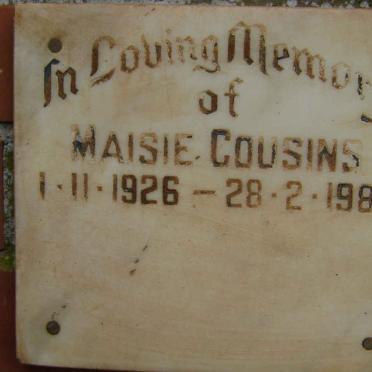 In Loving Memor
of
MAISIE COUSINS
1·11·1926 - 28·2·198